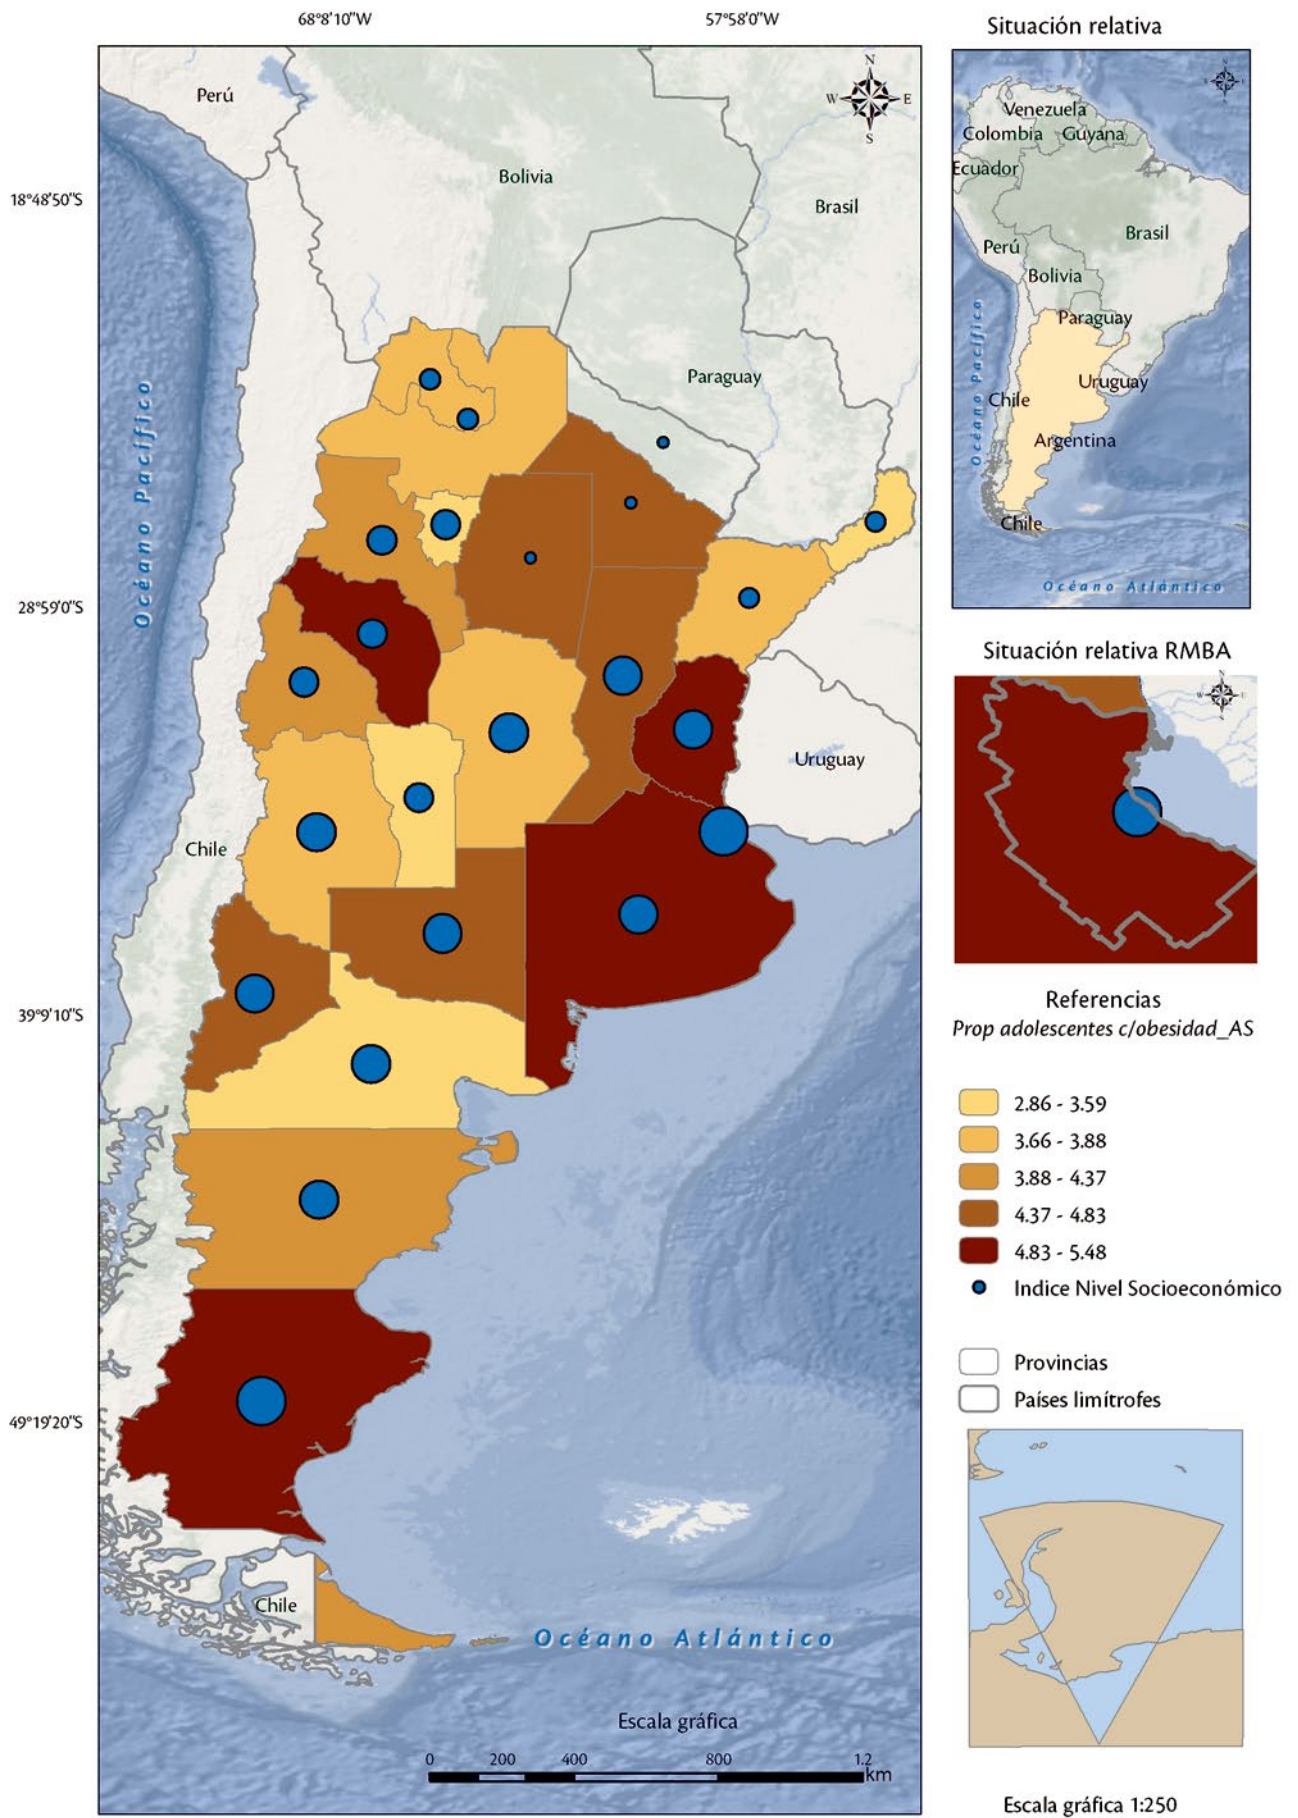 68°8'10"W
57°58'0"W
18°48'50"S
28°59'0"S
39°9'10"S
49°19'20"S
N
W
E
S
Perú
Bolivia
Brasil
Paraguay
Uruguay
Chile
Chile
Océano Pacífico
Océano Atlántico
Escala gráfica
0 200 400 800 1.2
km
Situación relativa
Venezuela
Colombia
Guyana
Ecuador
Brasil
Perú
Bolivia
Paraguay
Uruguay
Chile
Argentina
Chile
Océano Pacífico
Océano Atlántico
Situación relativa RMBA
N
W
E
S
Referencias
Prop adolescentes c/obesidad_AS
2.86 - 3.59
3.66 - 3.88
3.88 - 4.37
4.37 - 4.83
4.83 - 5.48
Indice Nivel Socioeconómico
Provincias
Países limítrofes
Escala gráfica 1:250